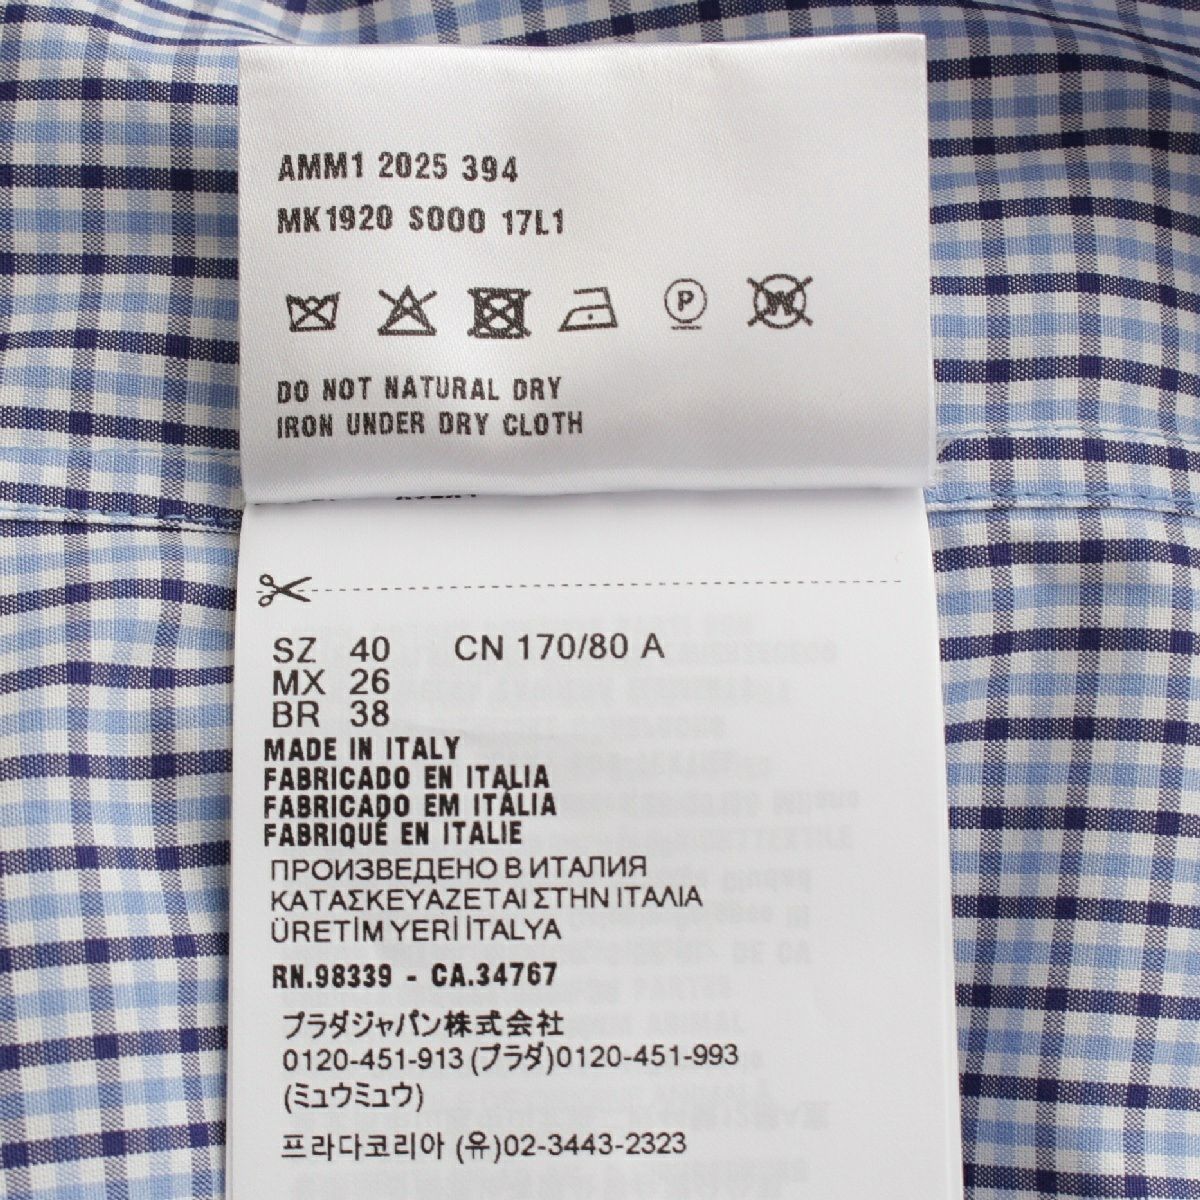 AMM1 2025 394
MK1920 S000 17L1
P W
DO NOT NATURAL DRY
IRON UNDER DRY CLOTH
SZ 40 CN 170/80 A
MX 26
BR 38
MADE IN ITALY
FABRICADO EN ITALIA
FABRICADO EM ITÁLIA
FABRIQUÉ EN ITALIE
ПРОИЗВЕДЕНО В ИТАЛИЯ
ΚΑΤΑΣΚΕΥΑΖΕΤΑΙ ΣΤΗΝ ΙΤΑΛΙΑ
ÜRETİM YERİ İTALYA
RN.98339 - CA.34767
プラダジャパン株式会社
0120-451-913 (プラダ)0120-451-993
(ミュウミュウ)
프라다코리아 (유)02-3443-2323